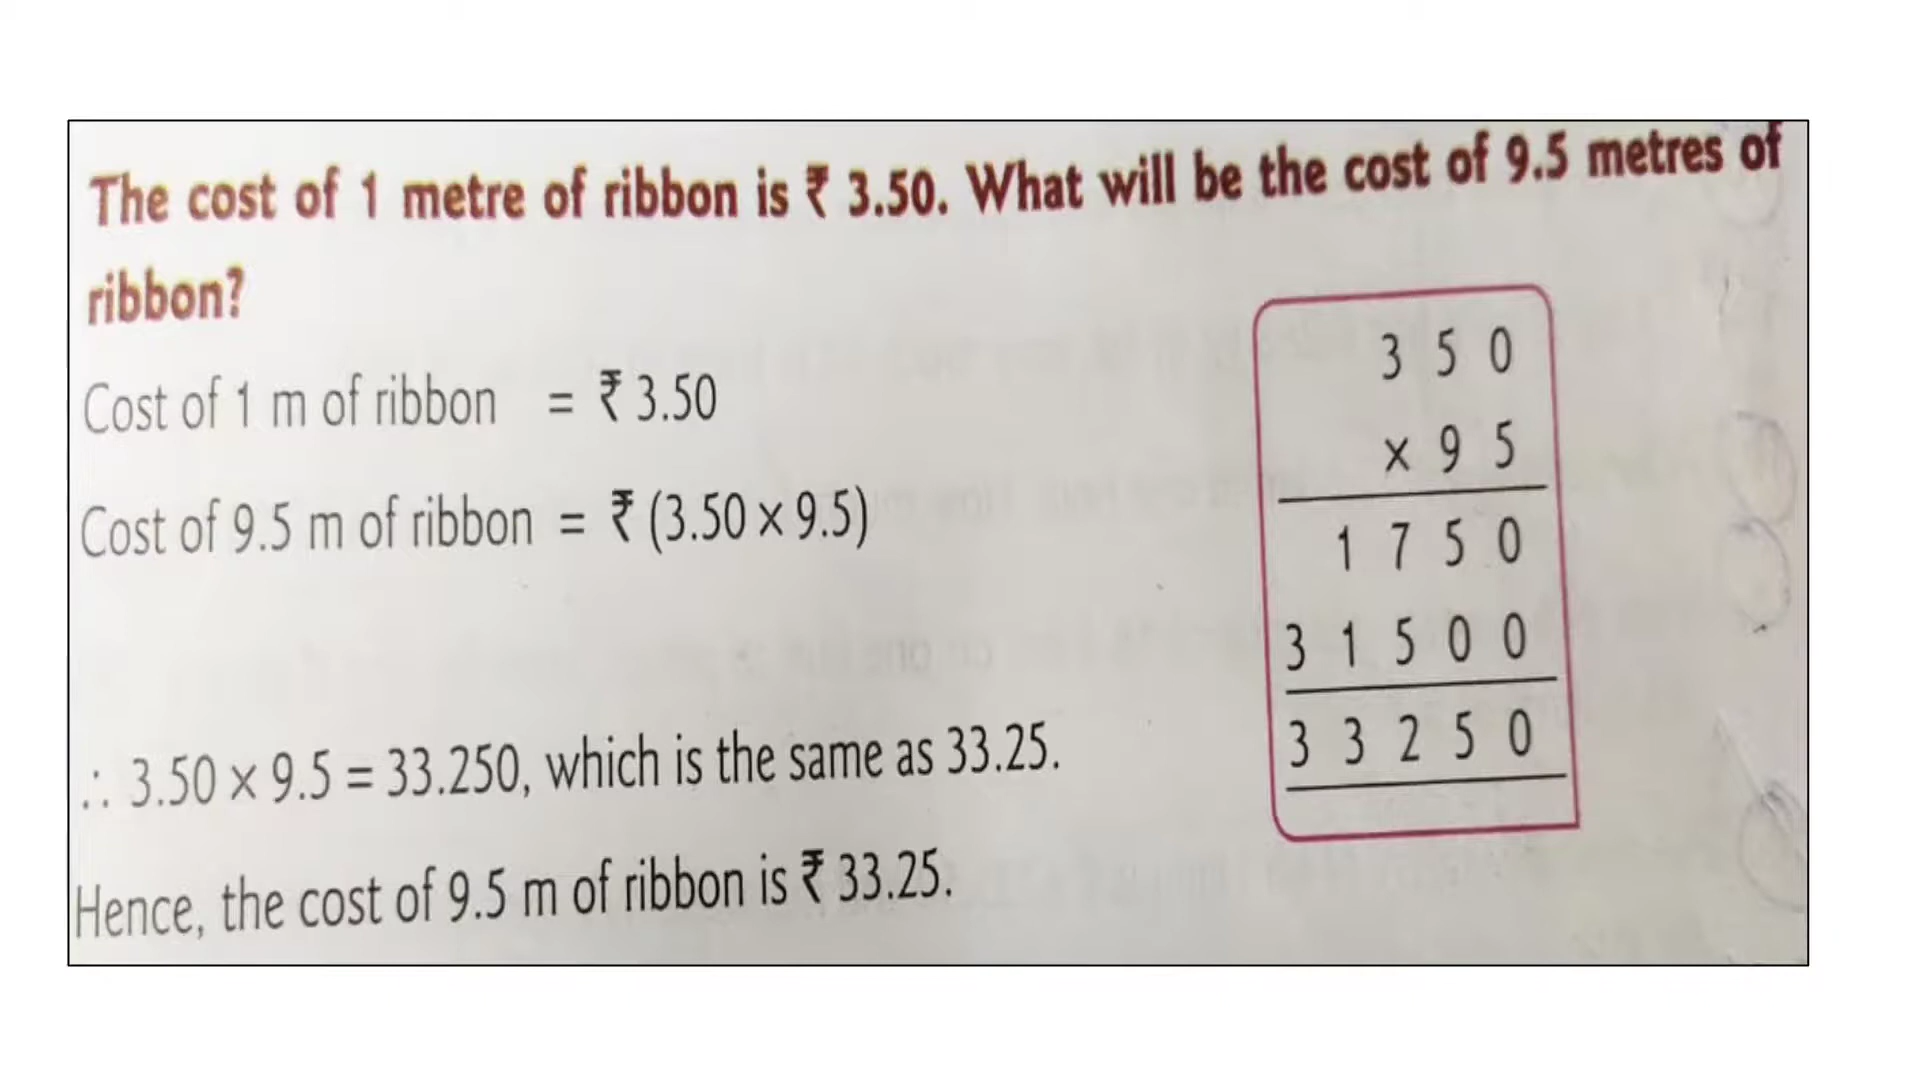 The cost of 1 metre of ribbon is ₹ 3.50. What will be the cost of 9.5 metres of
ribbon?
Cost of 1 m of ribbon = ₹ 3.50
Cost of 9.5 m of ribbon = ₹ (3.50 × 9.5)
∴ 3.50 × 9.5 = 33.250, which is the same as 33.25.
Hence, the cost of 9.5 m of ribbon is ₹ 33.25.
3 5 0
× 9 5
1 7 5 0
3 1 5 0 0
3 3 2 5 0